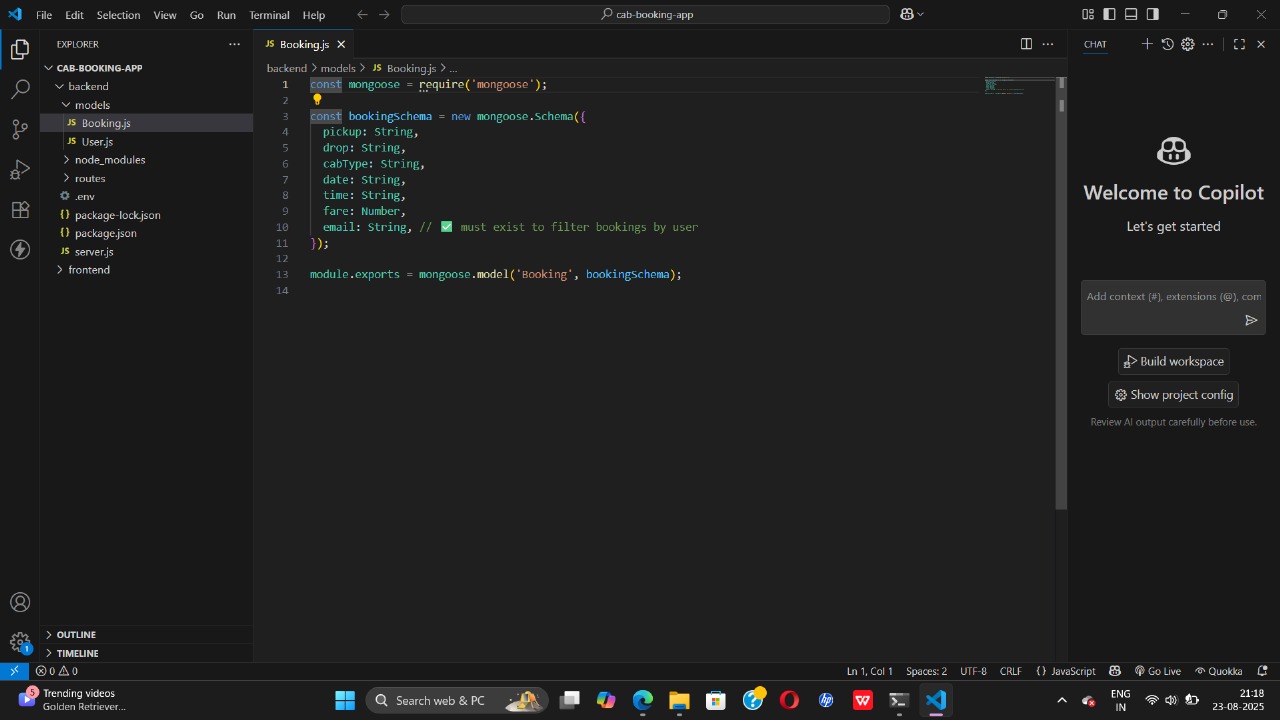 File Edit Selection View Go Run Terminal Help
cab-booking-app
EXPLORER
CAB-BOOKING-APP
backend
models
JS Booking.js
JS User.js
node_modules
routes
.env
{} package-lock.json
{} package.json
JS server.js
frontend
OUTLINE
TIMELINE
JS Booking.js
backend > models > JS Booking.js > ...
1 const mongoose = require('mongoose');
2
3 const bookingSchema = new mongoose.Schema({
4 pickup: String,
5 drop: String,
6 cabType: String,
7 date: String,
8 time: String,
9 fare: Number,
10 email: String, // ✅ must exist to filter bookings by user
11 });
12
13 module.exports = mongoose.model('Booking', bookingSchema);
14
CHAT
Welcome to Copilot
Let's get started
Add context (#), extensions (@), com
Build workspace
Show project config
Review AI output carefully before use.
1
0 0
Ln 1, Col 1 Spaces: 2 UTF-8 CRLF {} JavaScript Go Live Quokka
5
Trending videos
Golden Retriever...
Search web & PC
ENG
IN
21:18
23-08-2025